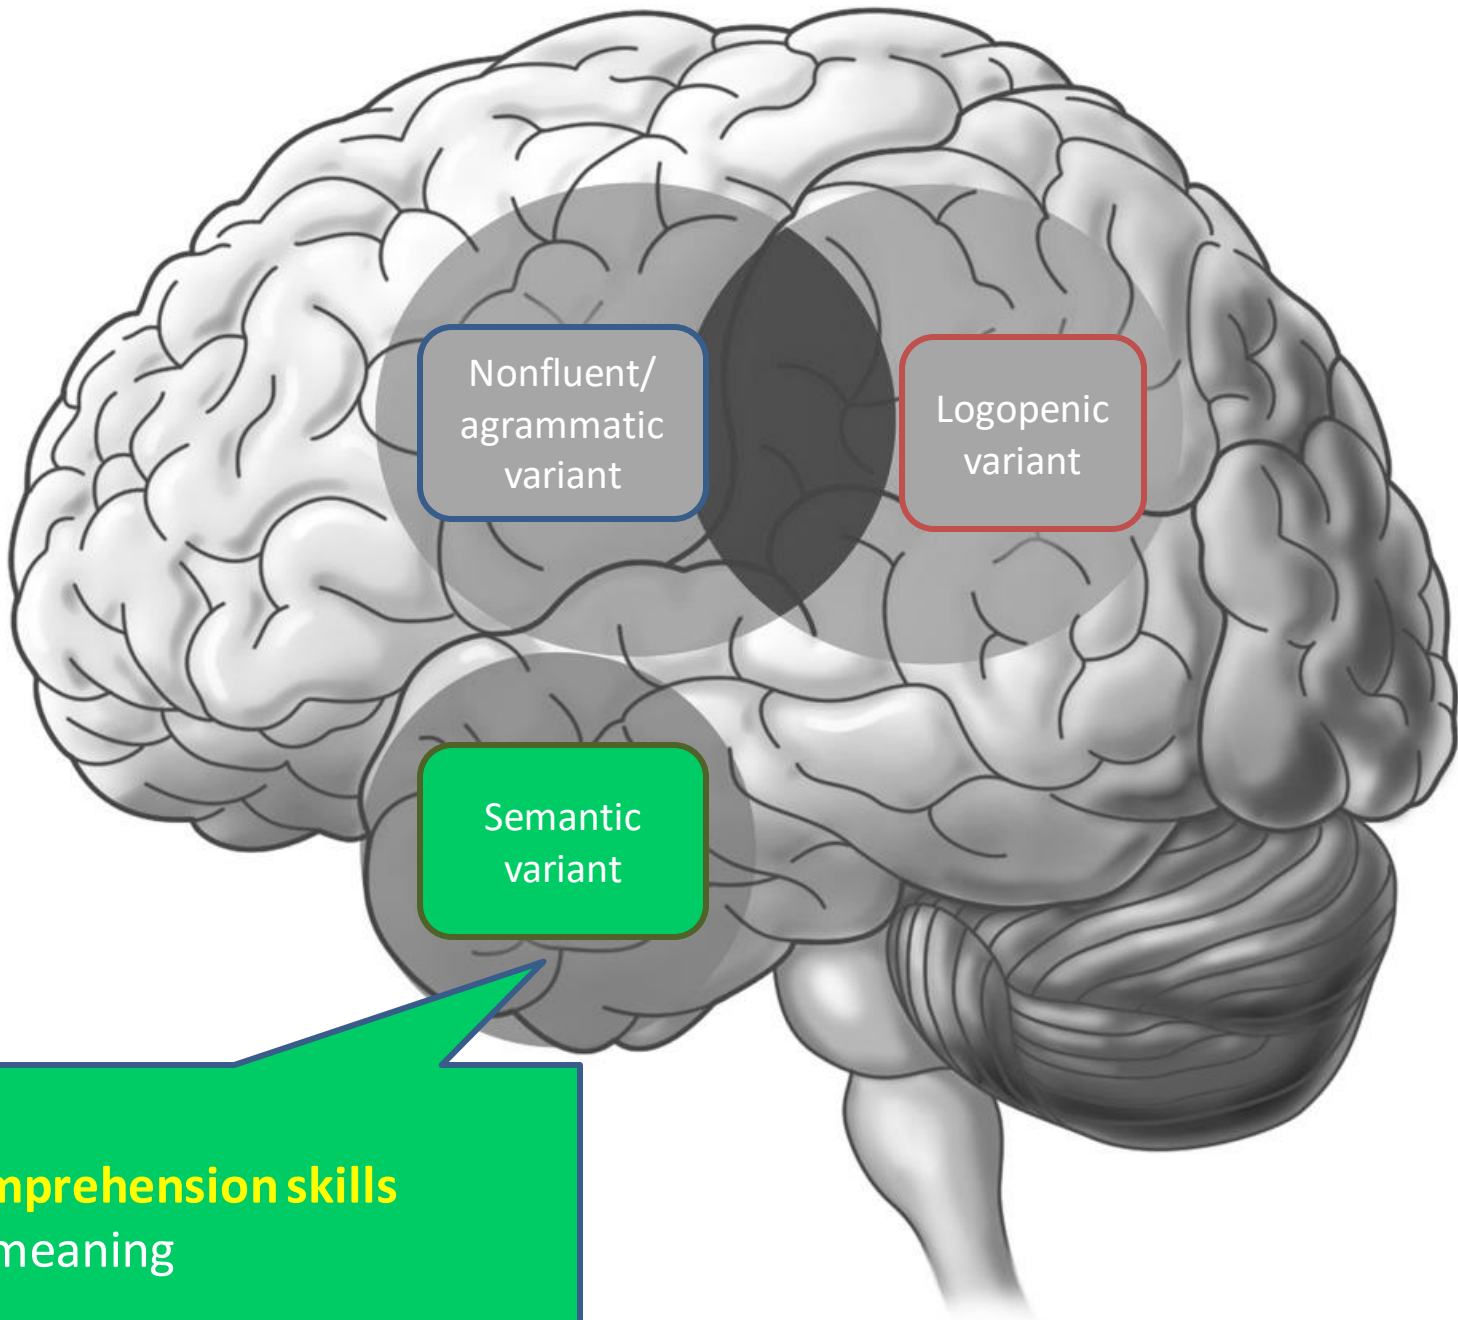 Nonfluent/
agrammatic
variant
Logopenic
variant
Semantic
variant
mprehension skills
meaning